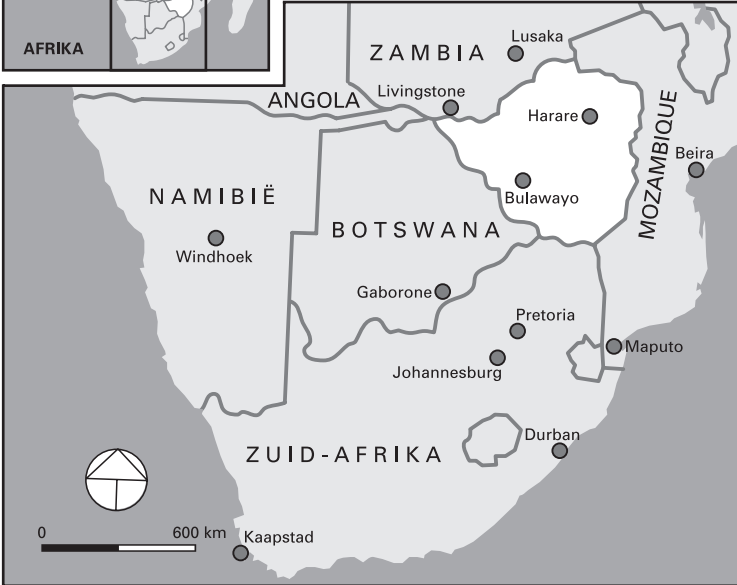 AFRIKA
Lusaka
ZAMBIA
Livingstone
ANGOLA
Harare
MOZAMBIQUE
Beira
Bulawayo
NAMIBIË
BOTSWANA
Windhoek
Gaborone
Pretoria
Maputo
Johannesburg
Durban
ZUID-AFRIKA
0 600 km
Kaapstad